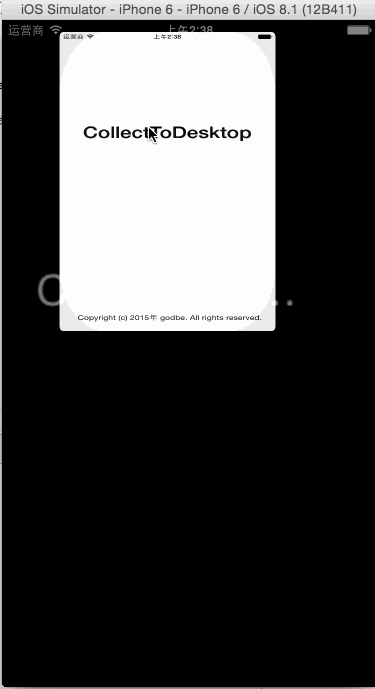 iOS Simulator - iPhone 6 - iPhone 6 / iOS 8.1 (12B411)
运营商 上午2:38
运营商 上午2:38
CollectToDesktop
Copyright (c) 2015年 godbe. All rights reserved.